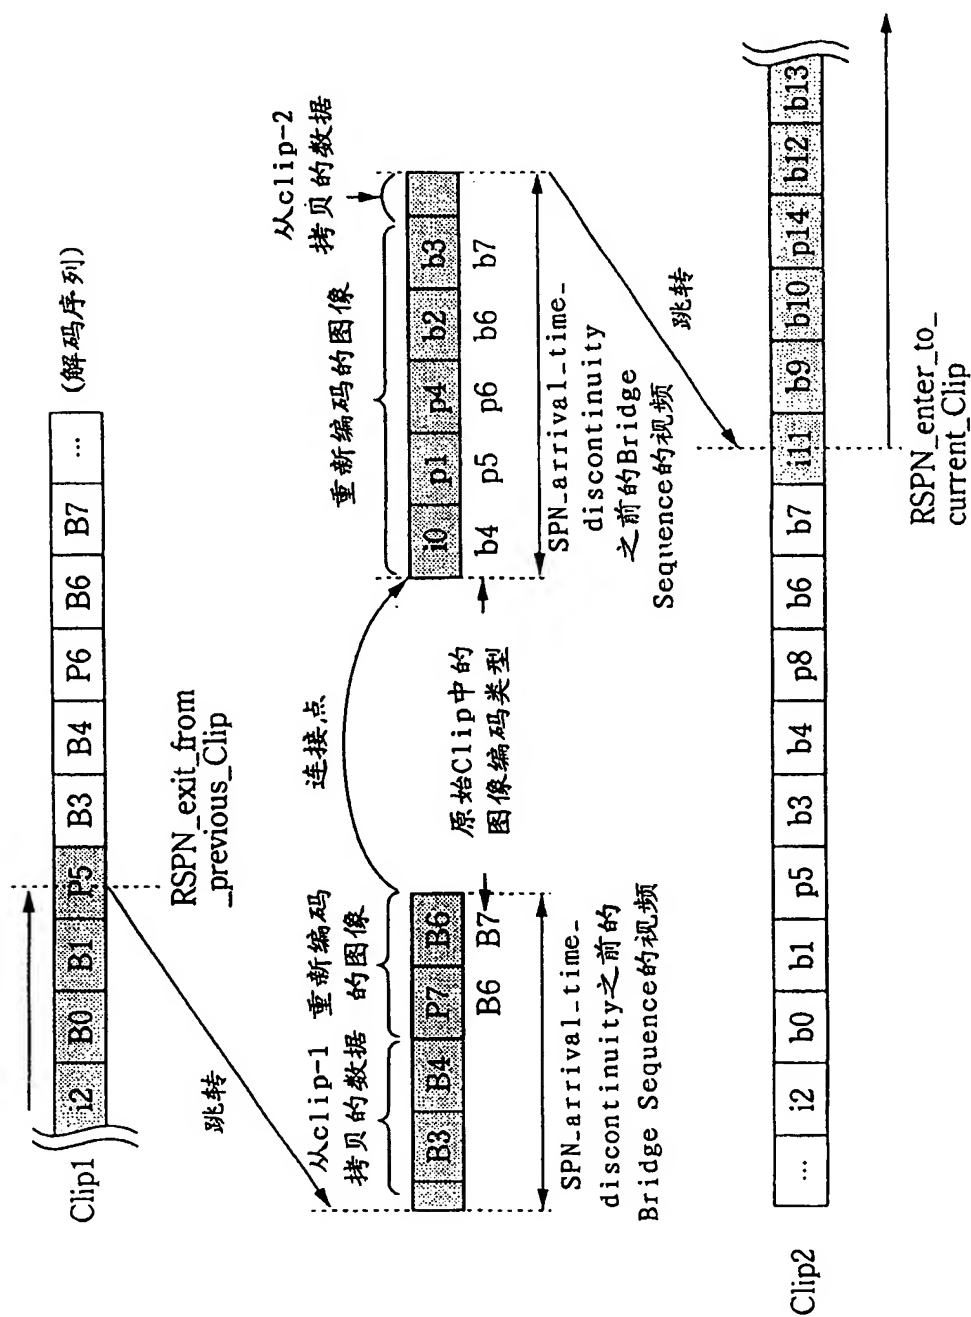 Clip1
i2 B0 B1 P5 B3 B4 P6 B6 B7 ...
(解码序列)
RSPN_exit_from
_previous_Clip
跳转
从clip-1
拷贝的数据
重新编码
的图像
连接点
重新编码的图像
从clip-2
拷贝的数据
B3 B4 P7 B6
B6 B7
i0 p1 p4 b2 b3
b4 p5 p6 b6 b7
原始Clip中的
图像编码类型
SPN_arrival_time_
discontinuity之前的
Bridge Sequence的视频
SPN_arrival_time_
discontinuity
之前的Bridge
Sequence的视频
跳转
Clip2
... i2 b0 b1 p5 b3 b4 p8 b6 b7 i11 b9 b10 p14 b12 b13
RSPN_enter_to_
current_Clip